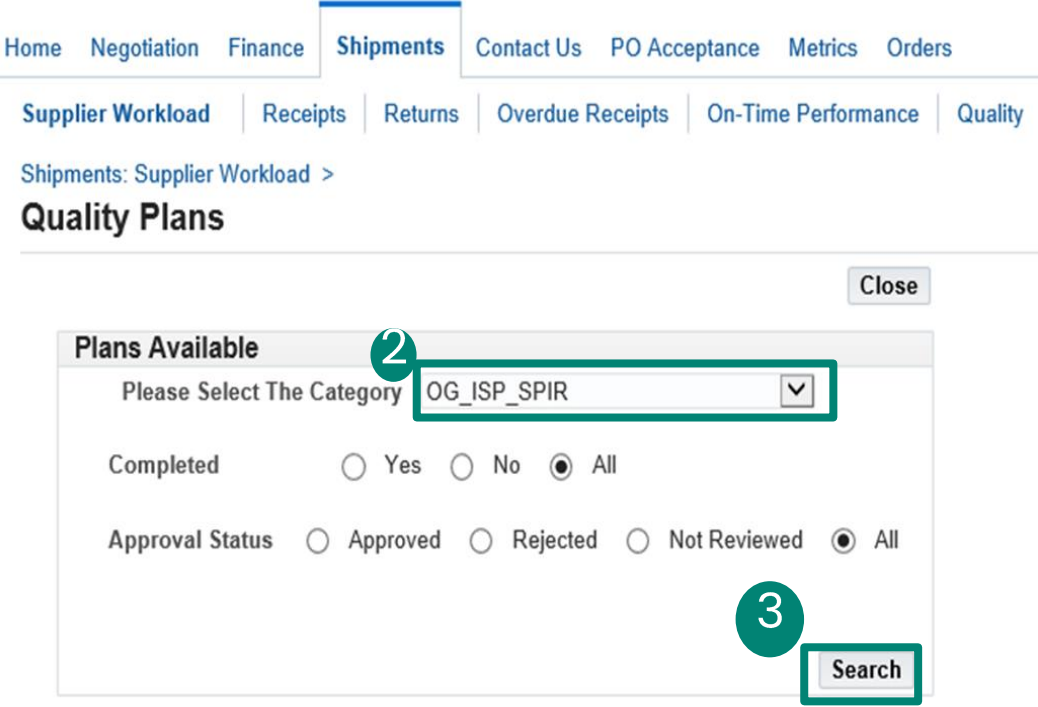 Home Negotiation Finance Shipments Contact Us PO Acceptance Metrics Orders
Supplier Workload Receipts Returns Overdue Receipts On-Time Performance Quality
Shipments: Supplier Workload >
Quality Plans
Close
Plans Available
2
Please Select The Category OG_ISP_SPIR
Completed Yes No All
Approval Status Approved Rejected Not Reviewed All
3
Search